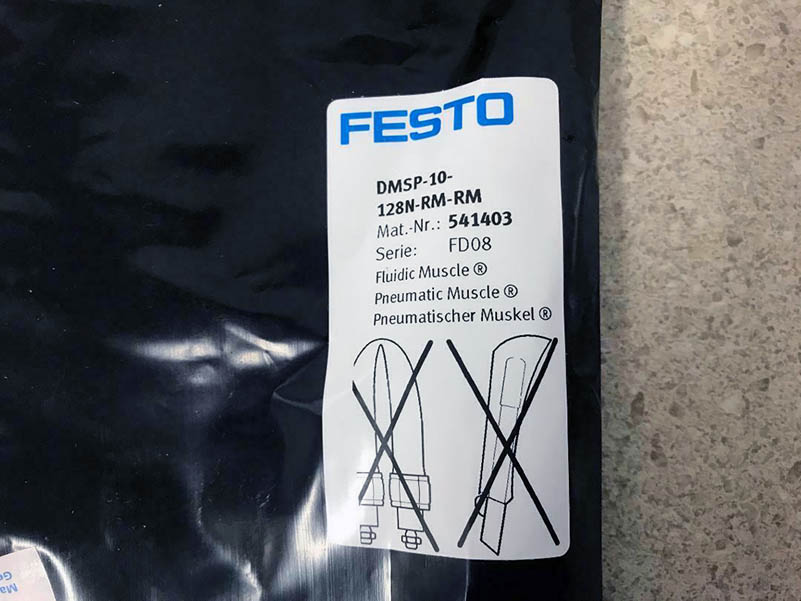 FESTO
DMSP-10-
128N-RM-RM
Mat.-Nr.: 541403
Serie: FD08
Fluidic Muscle ®
Pneumatic Muscle ®
Pneumatischer Muskel ®